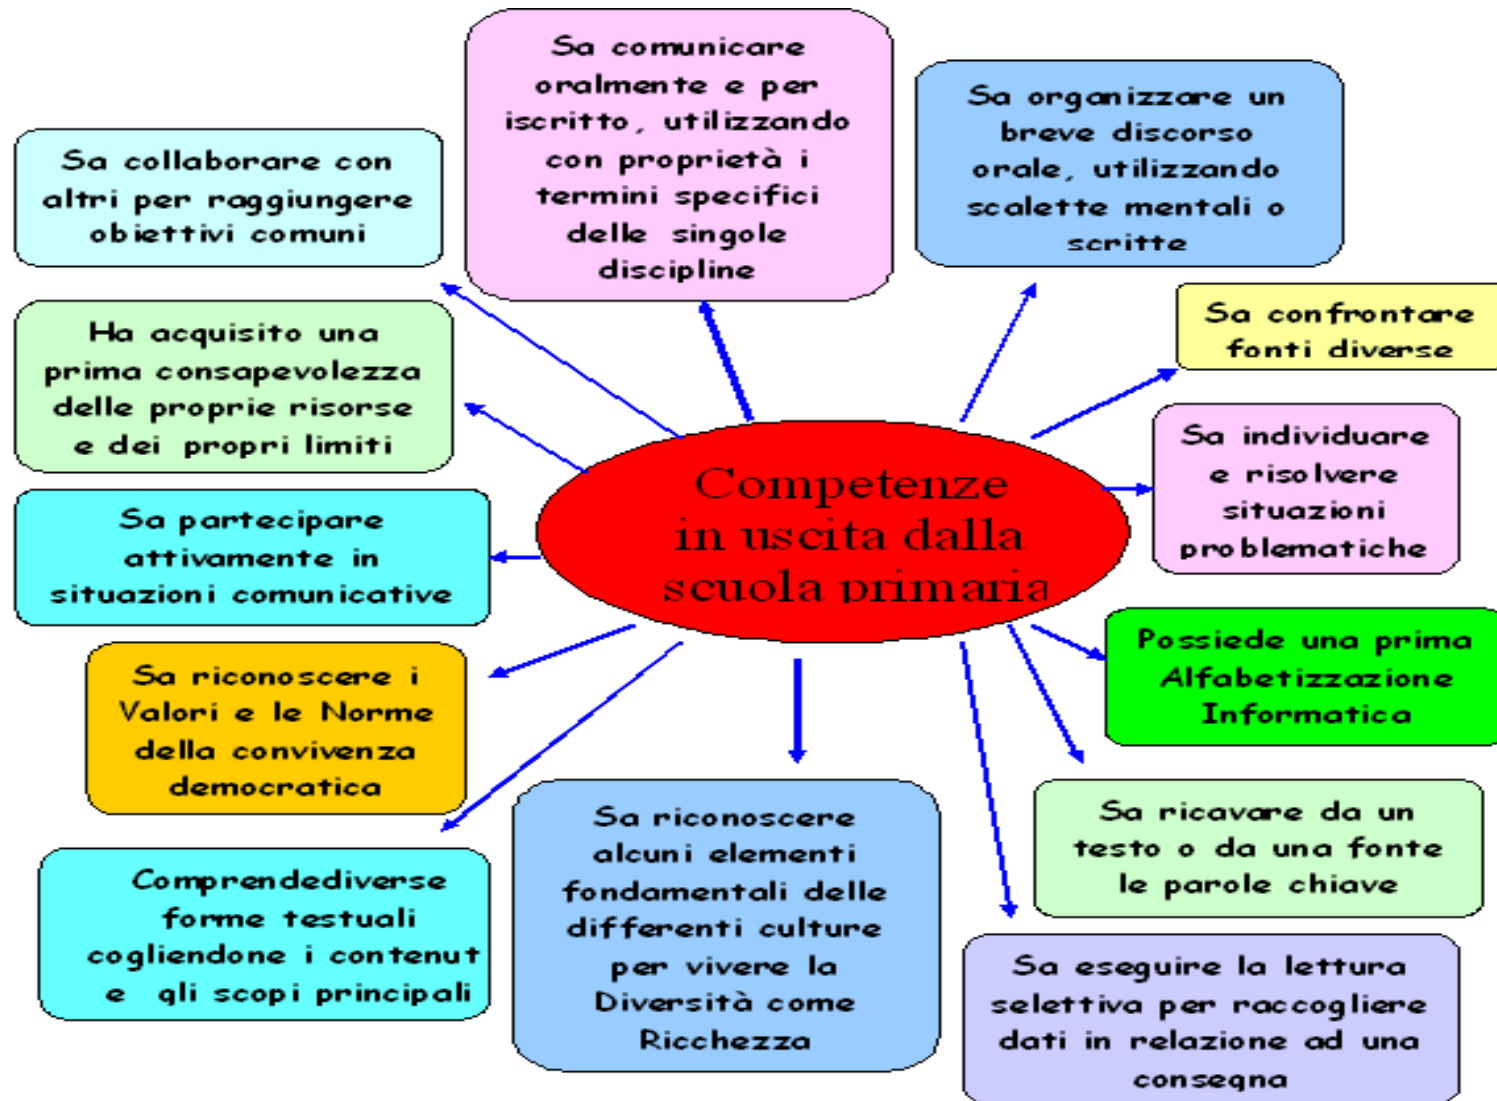 Sa comunicare
oralmente e per
iscritto, utilizzando
con proprietà i
termini specifici
delle singole
discipline
Sa organizzare un
breve discorso
orale, utilizzando
scalette mentali o
scritte
Sa collaborare con
altri per raggiungere
obiettivi comuni
Sa confrontare
fonti diverse
Ha acquisito una
prima consapevolezza
delle proprie risorse
e dei propri limiti
Sa individuare
e risolvere
situazioni
problematiche
Competenze
in uscita dalla
scuola primaria
Sa partecipare
attivamente in
situazioni comunicative
Possiede una prima
Alfabetizzazione
Informatica
Sa riconoscere i
Valori e le Norme
della convivenza
democratica
Sa riconoscere
alcuni elementi
fondamentali delle
differenti culture
per vivere la
Diversità come
Ricchezza
Sa ricavare da un
testo o da una fonte
le parole chiave
Comprendediverse
forme testuali
cogliendone i contenut
e gli scopi principali
Sa eseguire la lettura
selettiva per raccogliere
dati in relazione ad una
consegna